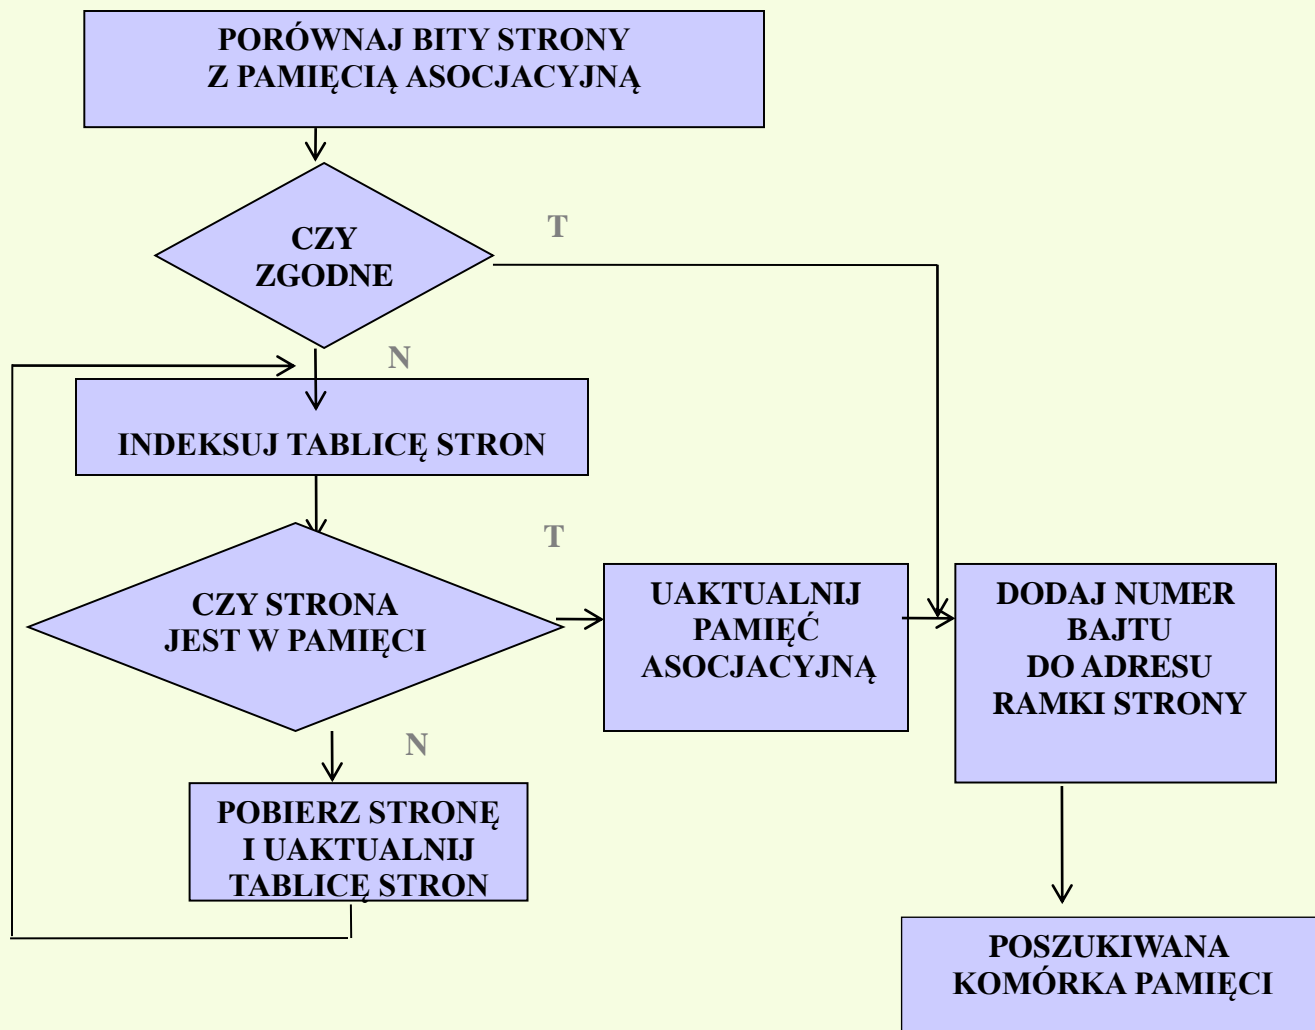 PORÓWNAJ BITY STRONY
Z PAMIĘCIĄ ASOCJACYJNĄ
CZY
ZGODNE
T
N
INDEKSUJ TABLICĘ STRON
CZY STRONA
JEST W PAMIĘCI
T
N
UAKTUALNIJ
PAMIĘĆ
ASOCJACYJNĄ
DODAJ NUMER
BAJTU
DO ADRESU
RAMKI STRONY
POBIERZ STRONĘ
I UAKTUALNIJ
TABLICĘ STRON
POSZUKIWANA
KOMÓRKA PAMIĘCI